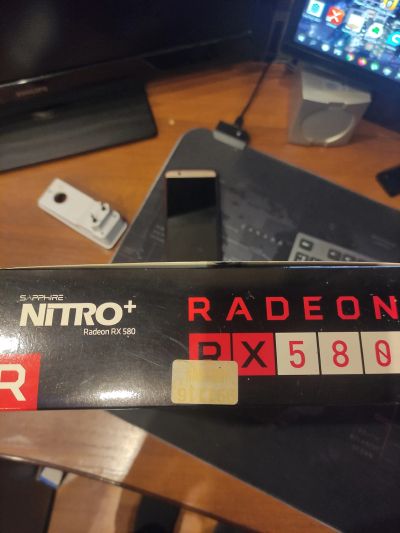 SAPPHIRE
NITRO+
Radeon RX 580
RADEON
RX 580
R